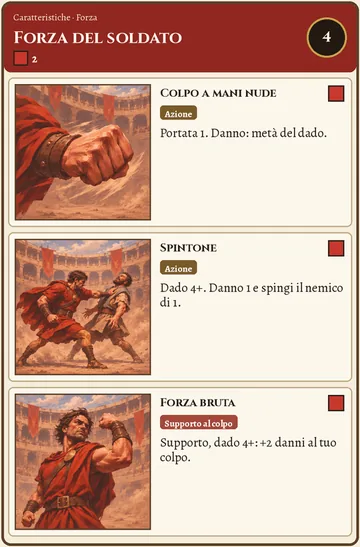 Caratteristiche · Forza
Forza del soldato
4
2
Colpo a mani nude
Azione
Portata 1. Danno: metà del dado.
Spintone
Azione
Dado 4+. Danno 1 e spingi il nemico
di 1.
Forza bruta
Supporto al colpo
Supporto, dado 4+: +2 danni al tuo
colpo.